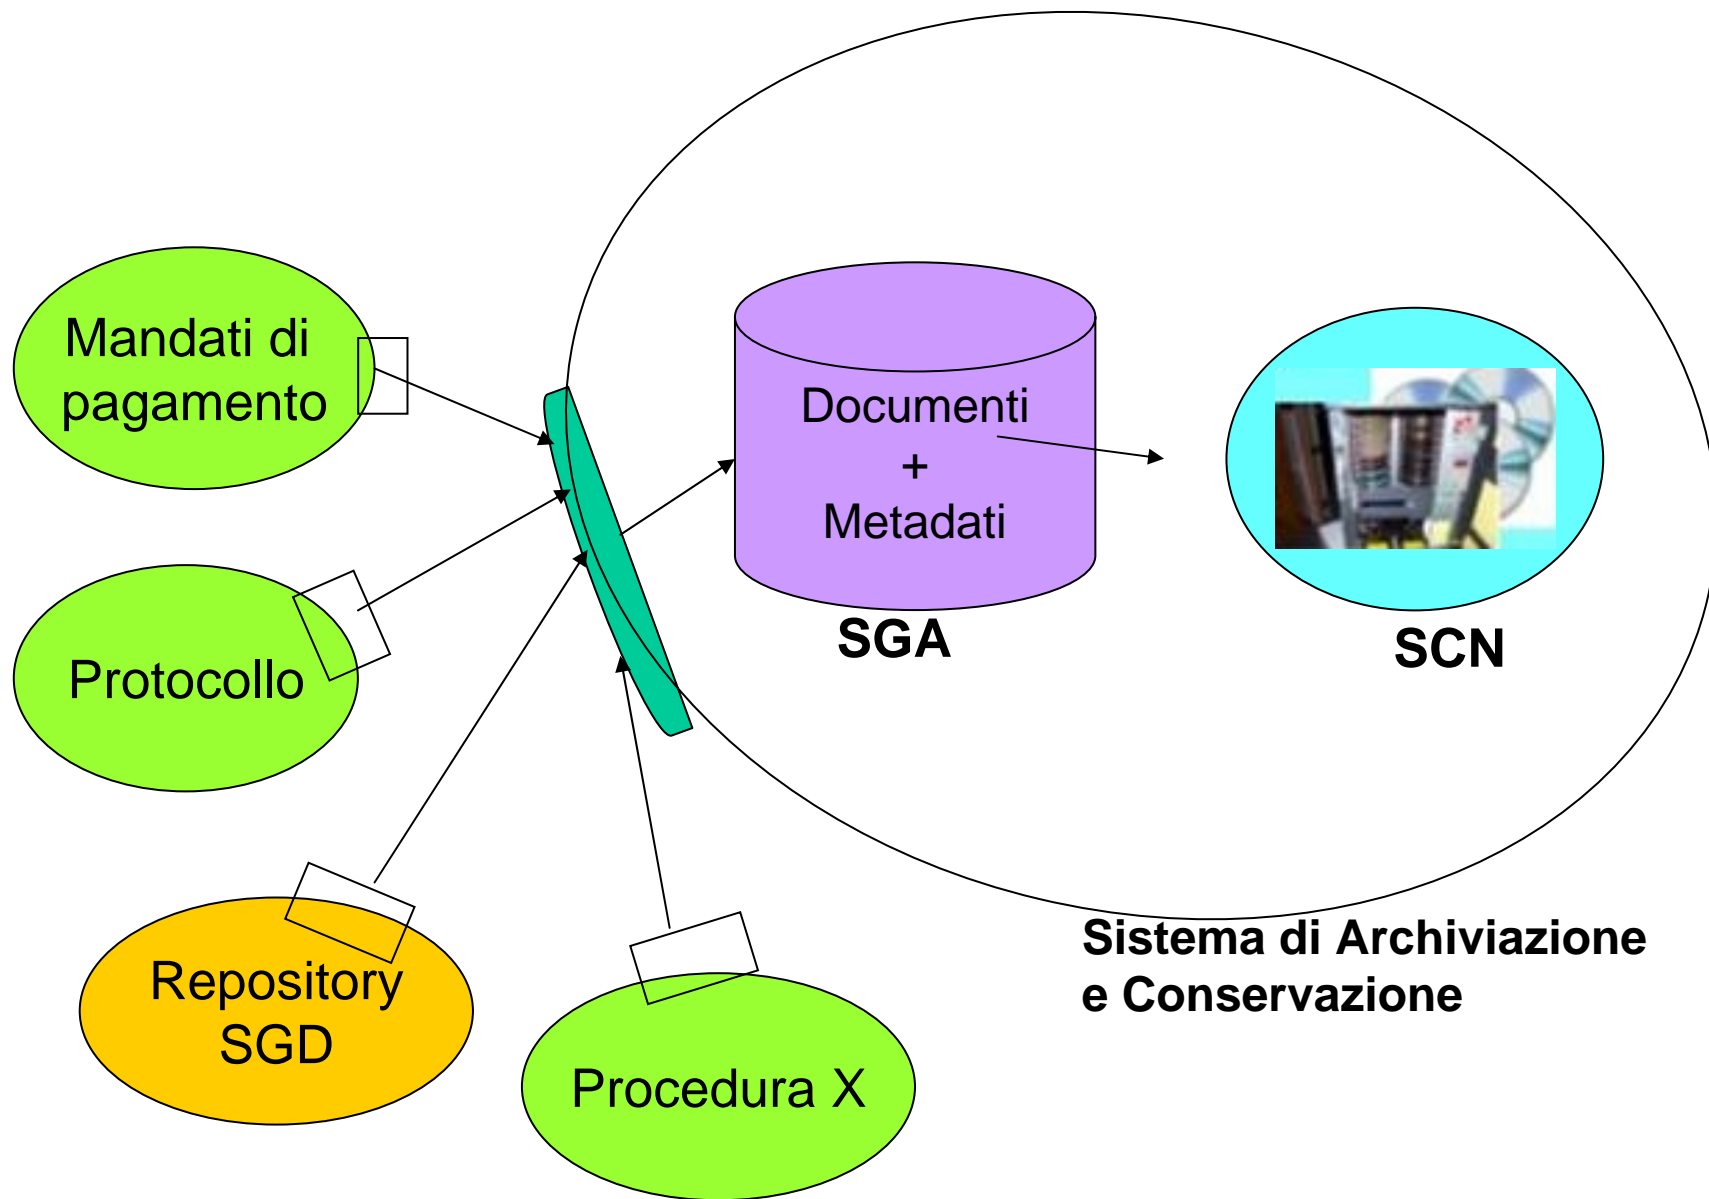 Mandati di
pagamento
Documenti
+
Metadati
SGA
SCN
Protocollo
Repository
SGD
Procedura X
Sistema di Archiviazione
e Conservazione